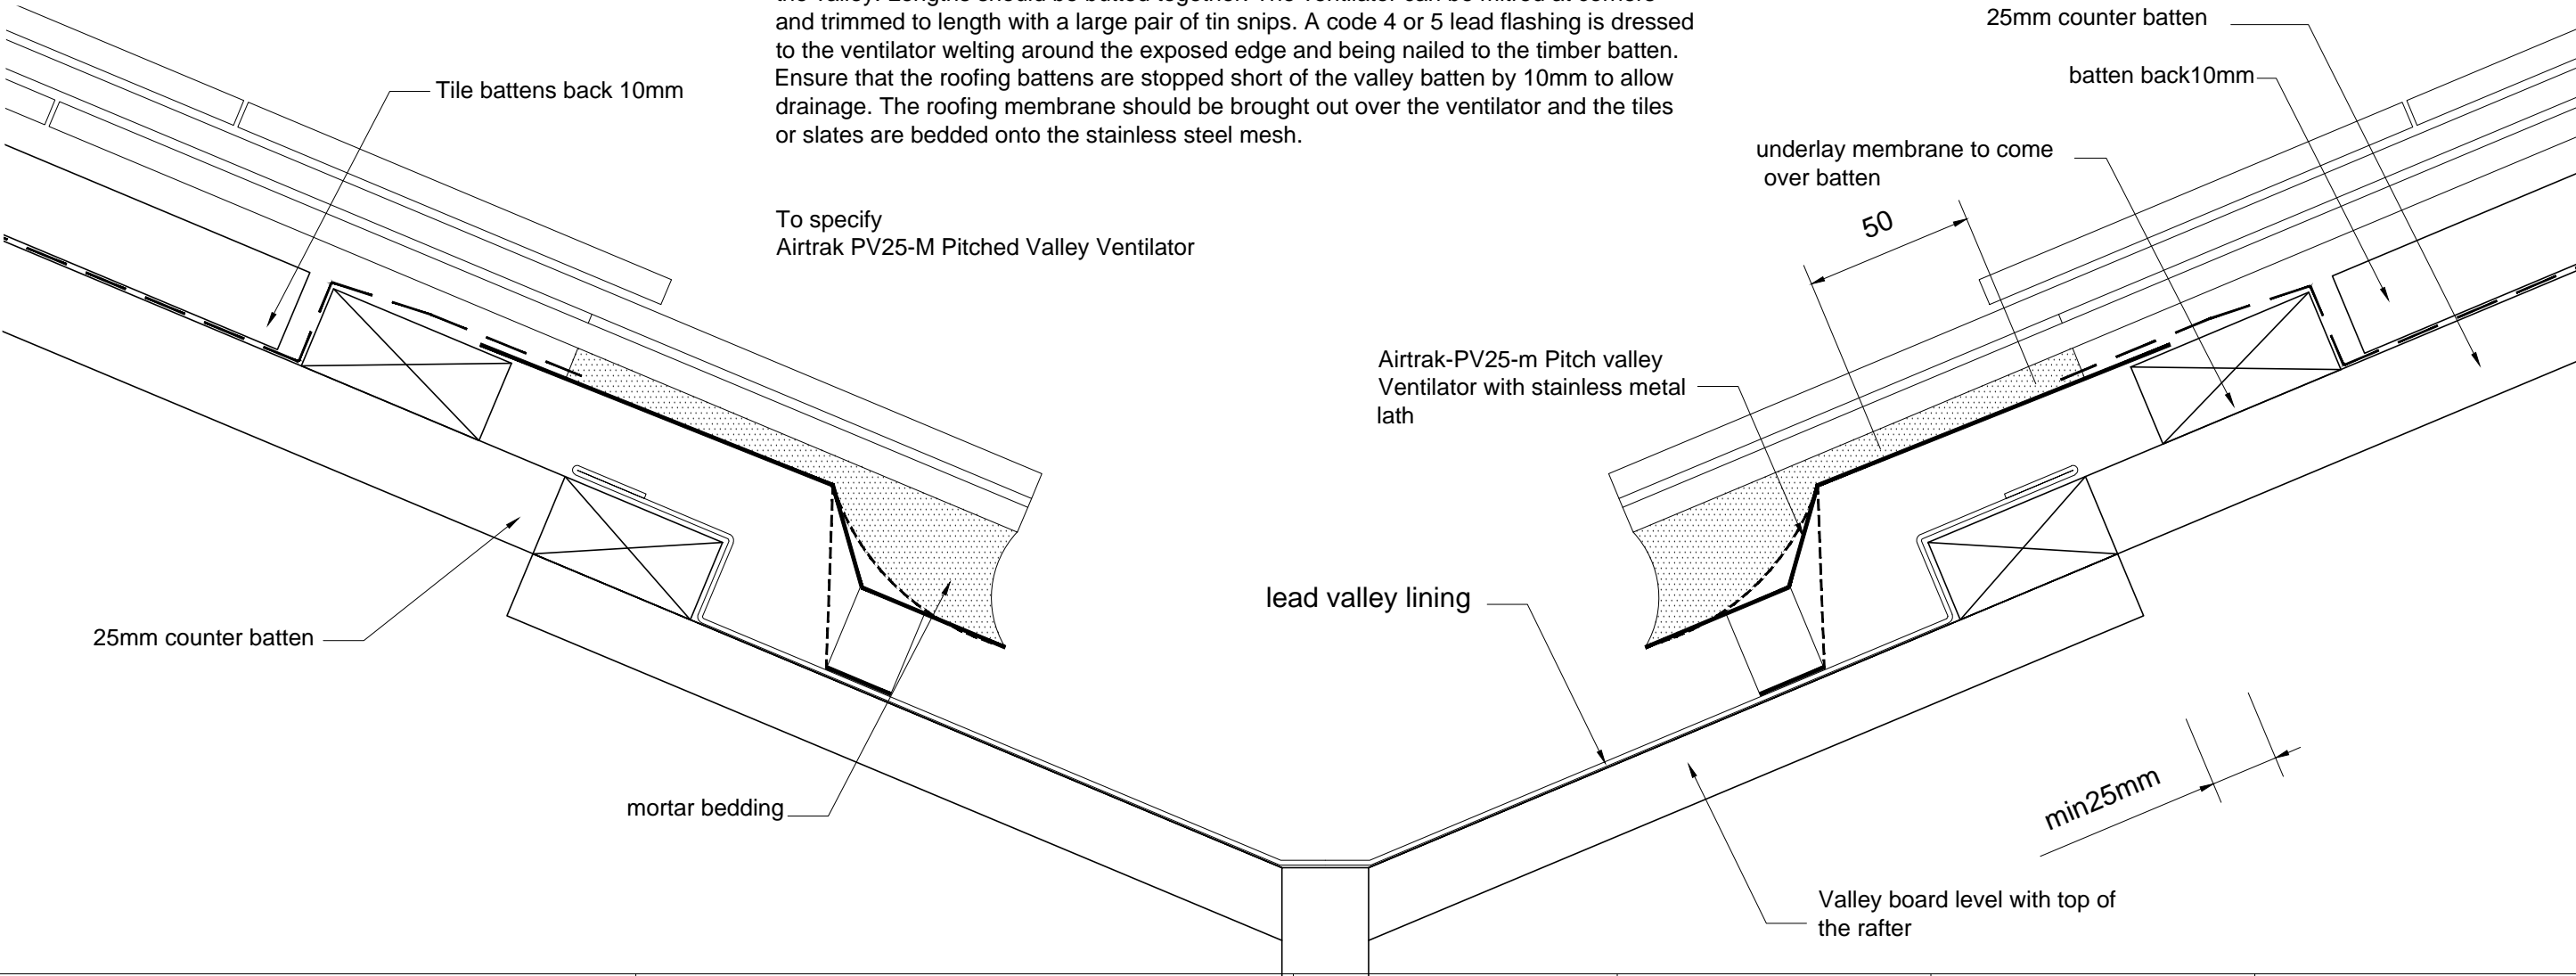 and trimmed to length with a large pair of tin snips. A code 4 or 5 lead flashing is dressed
to the ventilator welting around the exposed edge and being nailed to the timber batten.
Ensure that the roofing battens are stopped short of the valley batten by 10mm to allow
drainage. The roofing membrane should be brought out over the ventilator and the tiles
or slates are bedded onto the stainless steel mesh.
To specify
Airtrak PV25-M Pitched Valley Ventilator
Tile battens back 10mm
25mm counter batten
batten back10mm
underlay membrane to come
over batten
50
Airtrak-PV25-m Pitch valley
Ventilator with stainless metal
lath
lead valley lining
25mm counter batten
mortar bedding
min25mm
Valley board level with top of
the rafter